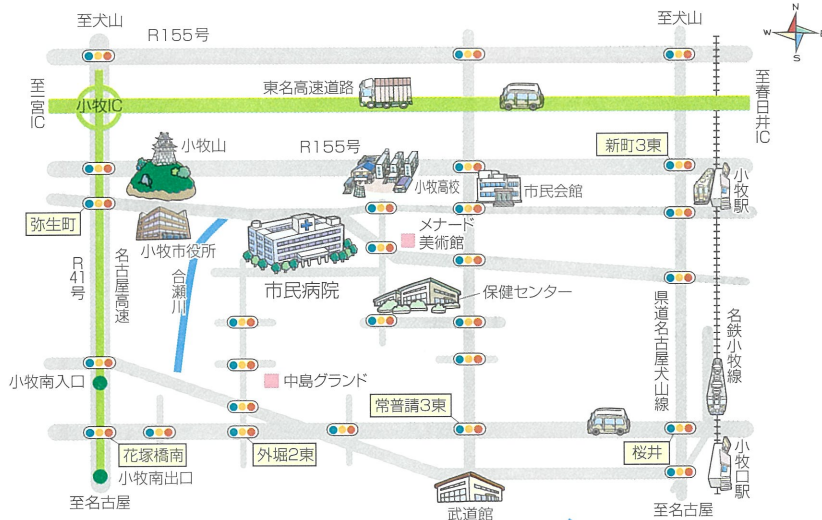 至犬山
R155号
至犬山
N
W
S
至一宮IC
小牧IC
東名高速道路
至春日井IC
小牧山
R155号
小牧高校
市民会館
新町3東
小牧駅
弥生町
小牧市役所
メナード
美術館
R41号
名古屋高速
合瀬川
市民病院
保健センター
県道名古屋犬山線
名鉄小牧線
小牧南入口
中島グランド
常普請3東
花塚橋南
外堀2東
桜井
小牧口駅
小牧南出口
至名古屋
武道館
至名古屋